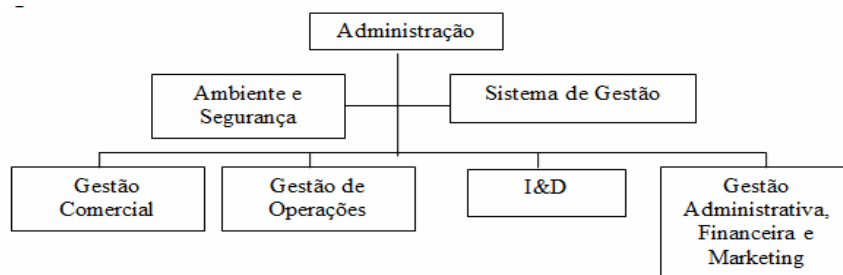 Administração
Ambiente e
Segurança
Sistema de Gestão
Gestão
Comercial
Gestão de
Operações
I&D
Gestão
Administrativa,
Financeira e
Marketing